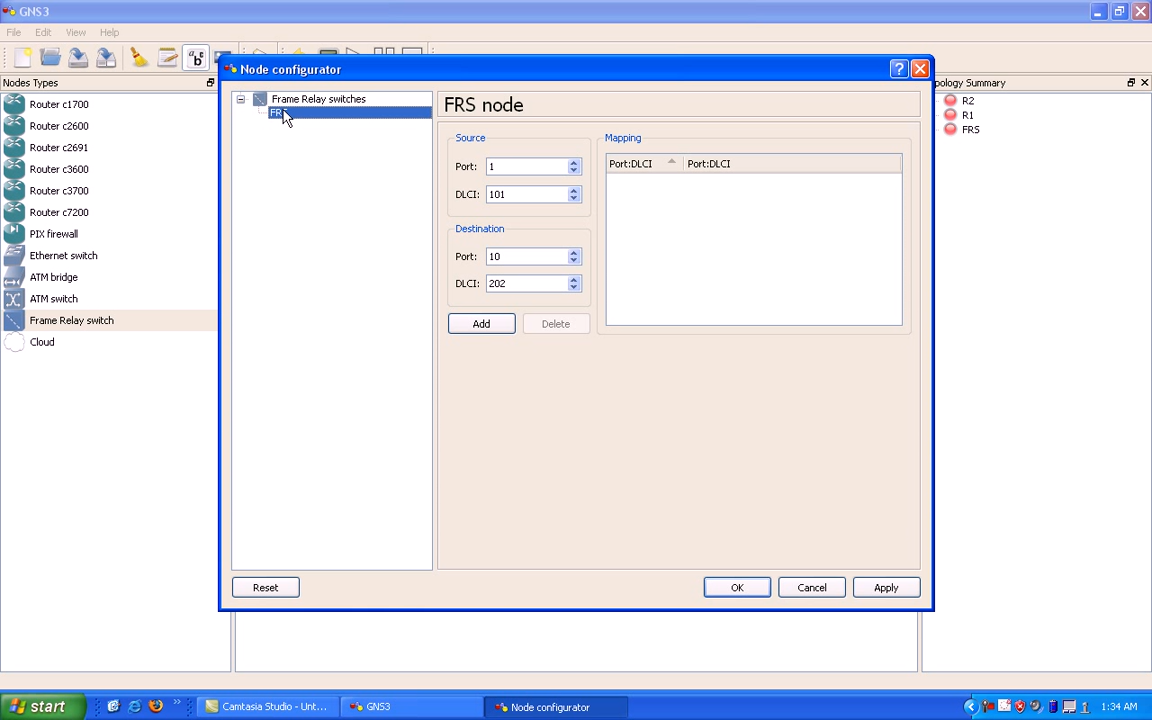 GNS3
File Edit View Help
Nodes Types
Router c1700
Router c2600
Router c2691
Router c3600
Router c3700
Router c7200
PIX firewall
Ethernet switch
ATM bridge
ATM switch
Frame Relay switch
Cloud
Node configurator
Frame Relay switches
FRS
FRS node
Source
Port: 1
DLCI: 101
Destination
Port: 10
DLCI: 202
Add Delete
Mapping
Port:DLCI Port:DLCI
Reset OK Cancel Apply
pology Summary
R2
R1
FRS
start Camtasia Studio - Unt... GNS3 Node configurator 1:34 AM